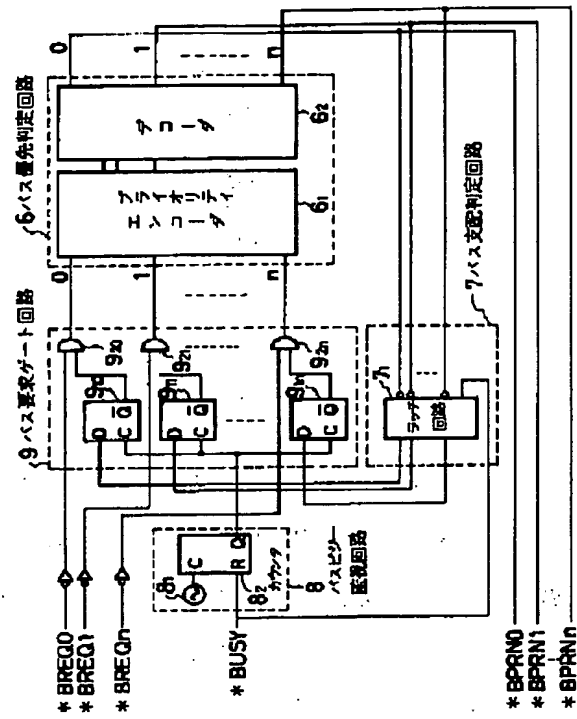 *BREQ0
*BREQ1
*BREQn
*BUSY
*BPRN0
*BPRN1
*BPRNn
9 バス要求ゲート回路
6 バス優先判定回路
7 バス支配判定回路
8 バスビジー
監視回路
プライオリティ
エンコーダ
6₁
デコーダ
6₂
0
1
n
0
1
n
9₂₀
9₂₁
9₂ₙ
9₁₁
D
C
Q̅
D
C
Q̅
D
C
Q̅
8₁
C
R
Q
8₂
カウンタ
ラッチ
回路
7₁